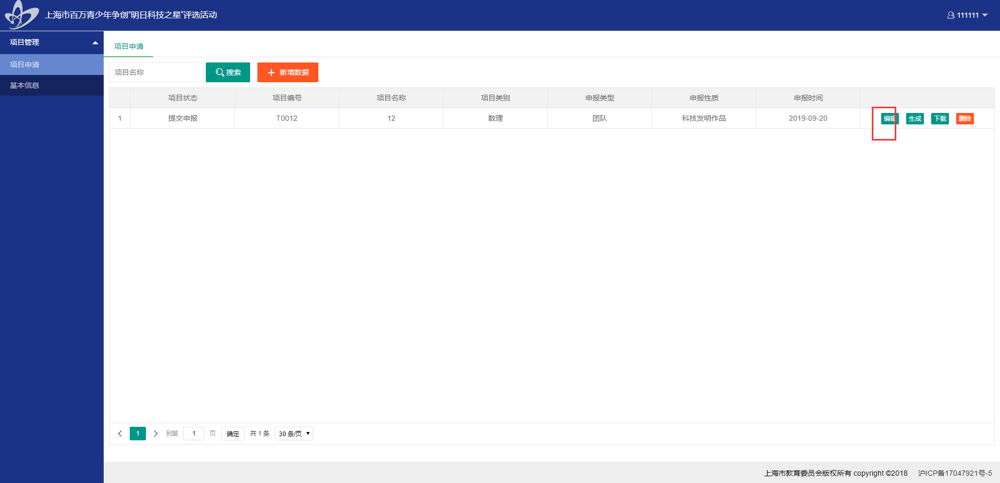 上海市百万青少年争创”明日科技之星“评选活动
111111
项目管理
项目申请
基本信息
项目申请
项目名称 搜索 新增数据
项目状态 项目编号 项目名称 项目类别 申报类型 申报性质 申报时间
1 提交申报 T0012 12 数理 团队 科技发明作品 2019-09-20 编辑 生成 下载 删除
1 到第 1 页 确定 共 1 条 30 条/页
上海市教育委员会版权所有 copyright ©2018 沪ICP备17047921号-5